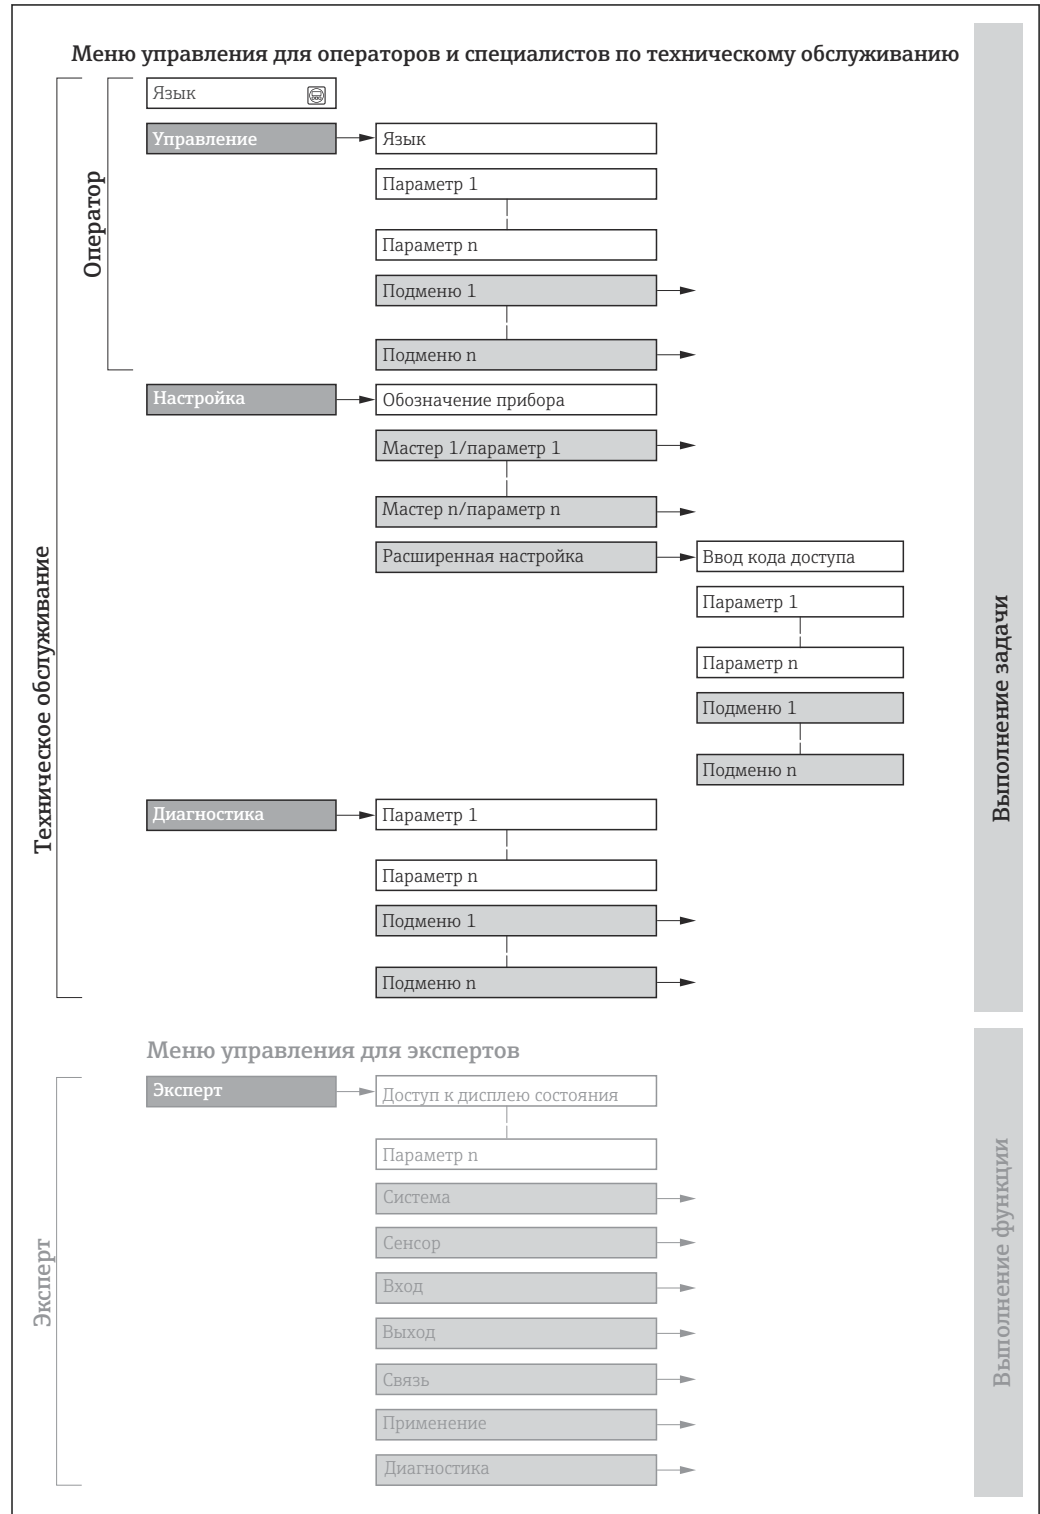 Меню управления для операторов и специалистов по техническому обслуживанию
Язык
Управление
Язык
Параметр 1
Параметр n
Подменю 1
Подменю n
Оператор
Настройка
Обозначение прибора
Мастер 1/параметр 1
Мастер n/параметр n
Расширенная настройка
Ввод кода доступа
Параметр 1
Параметр n
Подменю 1
Подменю n
Техническое обслуживание
Диагностика
Параметр 1
Параметр n
Подменю 1
Подменю n
Выполнение задачи
Меню управления для экспертов
Эксперт
Доступ к дисплею состояния
Параметр n
Система
Сенсор
Вход
Выход
Связь
Применение
Диагностика
Эксперт
Выполнение функции